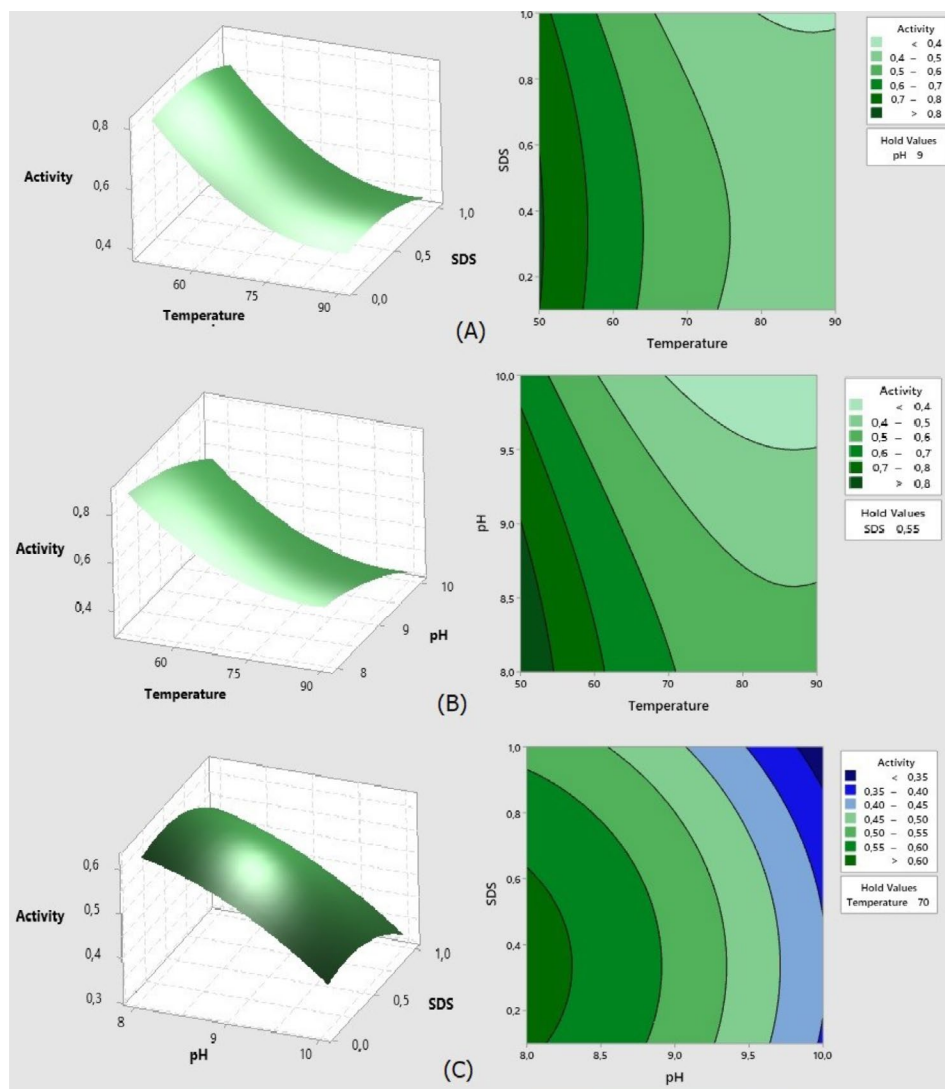 Activity
0,8
0,6
0,4
60
75
90
Temperature
0,0
0,5
1,0
SDS
(A)
1,0
0,8
0,6
0,4
0,2
SDS
50
60
70
80
90
Temperature
Activity
< 0,4
0,4 – 0,5
0,5 – 0,6
0,6 – 0,7
0,7 – 0,8
> 0,8
Hold Values
pH 9
Activity
0,8
0,6
0,4
60
75
90
Temperature
8
9
10
pH
(B)
10,0
9,5
9,0
8,5
8,0
pH
50
60
70
80
90
Temperature
Activity
< 0,4
0,4 – 0,5
0,5 – 0,6
0,6 – 0,7
0,7 – 0,8
> 0,8
Hold Values
SDS 0,55
Activity
0,6
0,5
0,4
0,3
8
9
10
pH
0,0
0,5
1,0
SDS
(C)
1,0
0,8
0,6
0,4
0,2
SDS
8,0
8,5
9,0
9,5
10,0
pH
Activity
< 0,35
0,35 – 0,40
0,40 – 0,45
0,45 – 0,50
0,50 – 0,55
0,55 – 0,60
> 0,60
Hold Values
Temperature 70